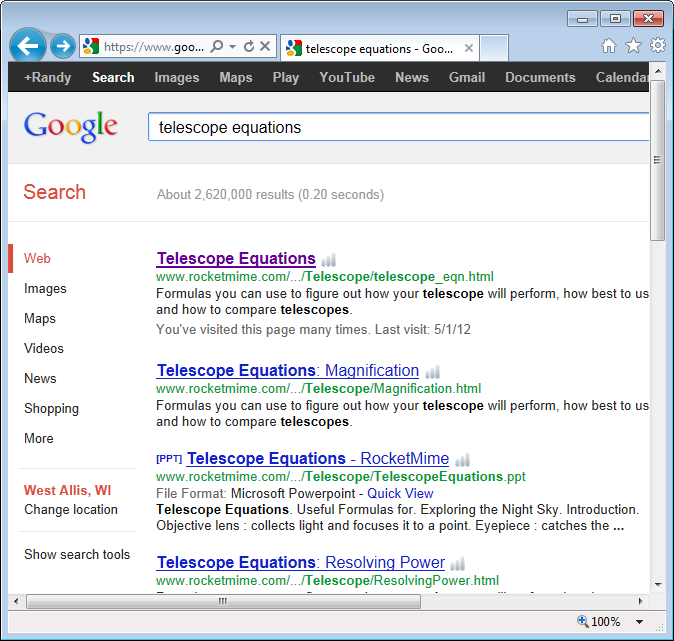 https://www.goo...
telescope equations - Goo...
+Randy Search Images Maps Play YouTube News Gmail Documents Calenda
Google
telescope equations
Search
About 2,620,000 results (0.20 seconds)
Web
Images
Maps
Videos
News
Shopping
More
West Allis, WI
Change location
Show search tools
Telescope Equations
www.rocketmime.com/.../Telescope/telescope_eqn.html
Formulas you can use to figure out how your telescope will perform, how best to us
and how to compare telescopes.
You've visited this page many times. Last visit: 5/1/12
Telescope Equations: Magnification
www.rocketmime.com/.../Telescope/Magnification.html
Formulas you can use to figure out how your telescope will perform, how best to us
and how to compare telescopes.
[PPT] Telescope Equations - RocketMime
www.rocketmime.com/.../Telescope/TelescopeEquations.ppt
File Format: Microsoft Powerpoint - Quick View
Telescope Equations. Useful Formulas for. Exploring the Night Sky. Introduction.
Objective lens : collects light and focuses it to a point. Eyepiece : catches the ...
Telescope Equations: Resolving Power
www.rocketmime.com/.../Telescope/ResolvingPower.html
100%